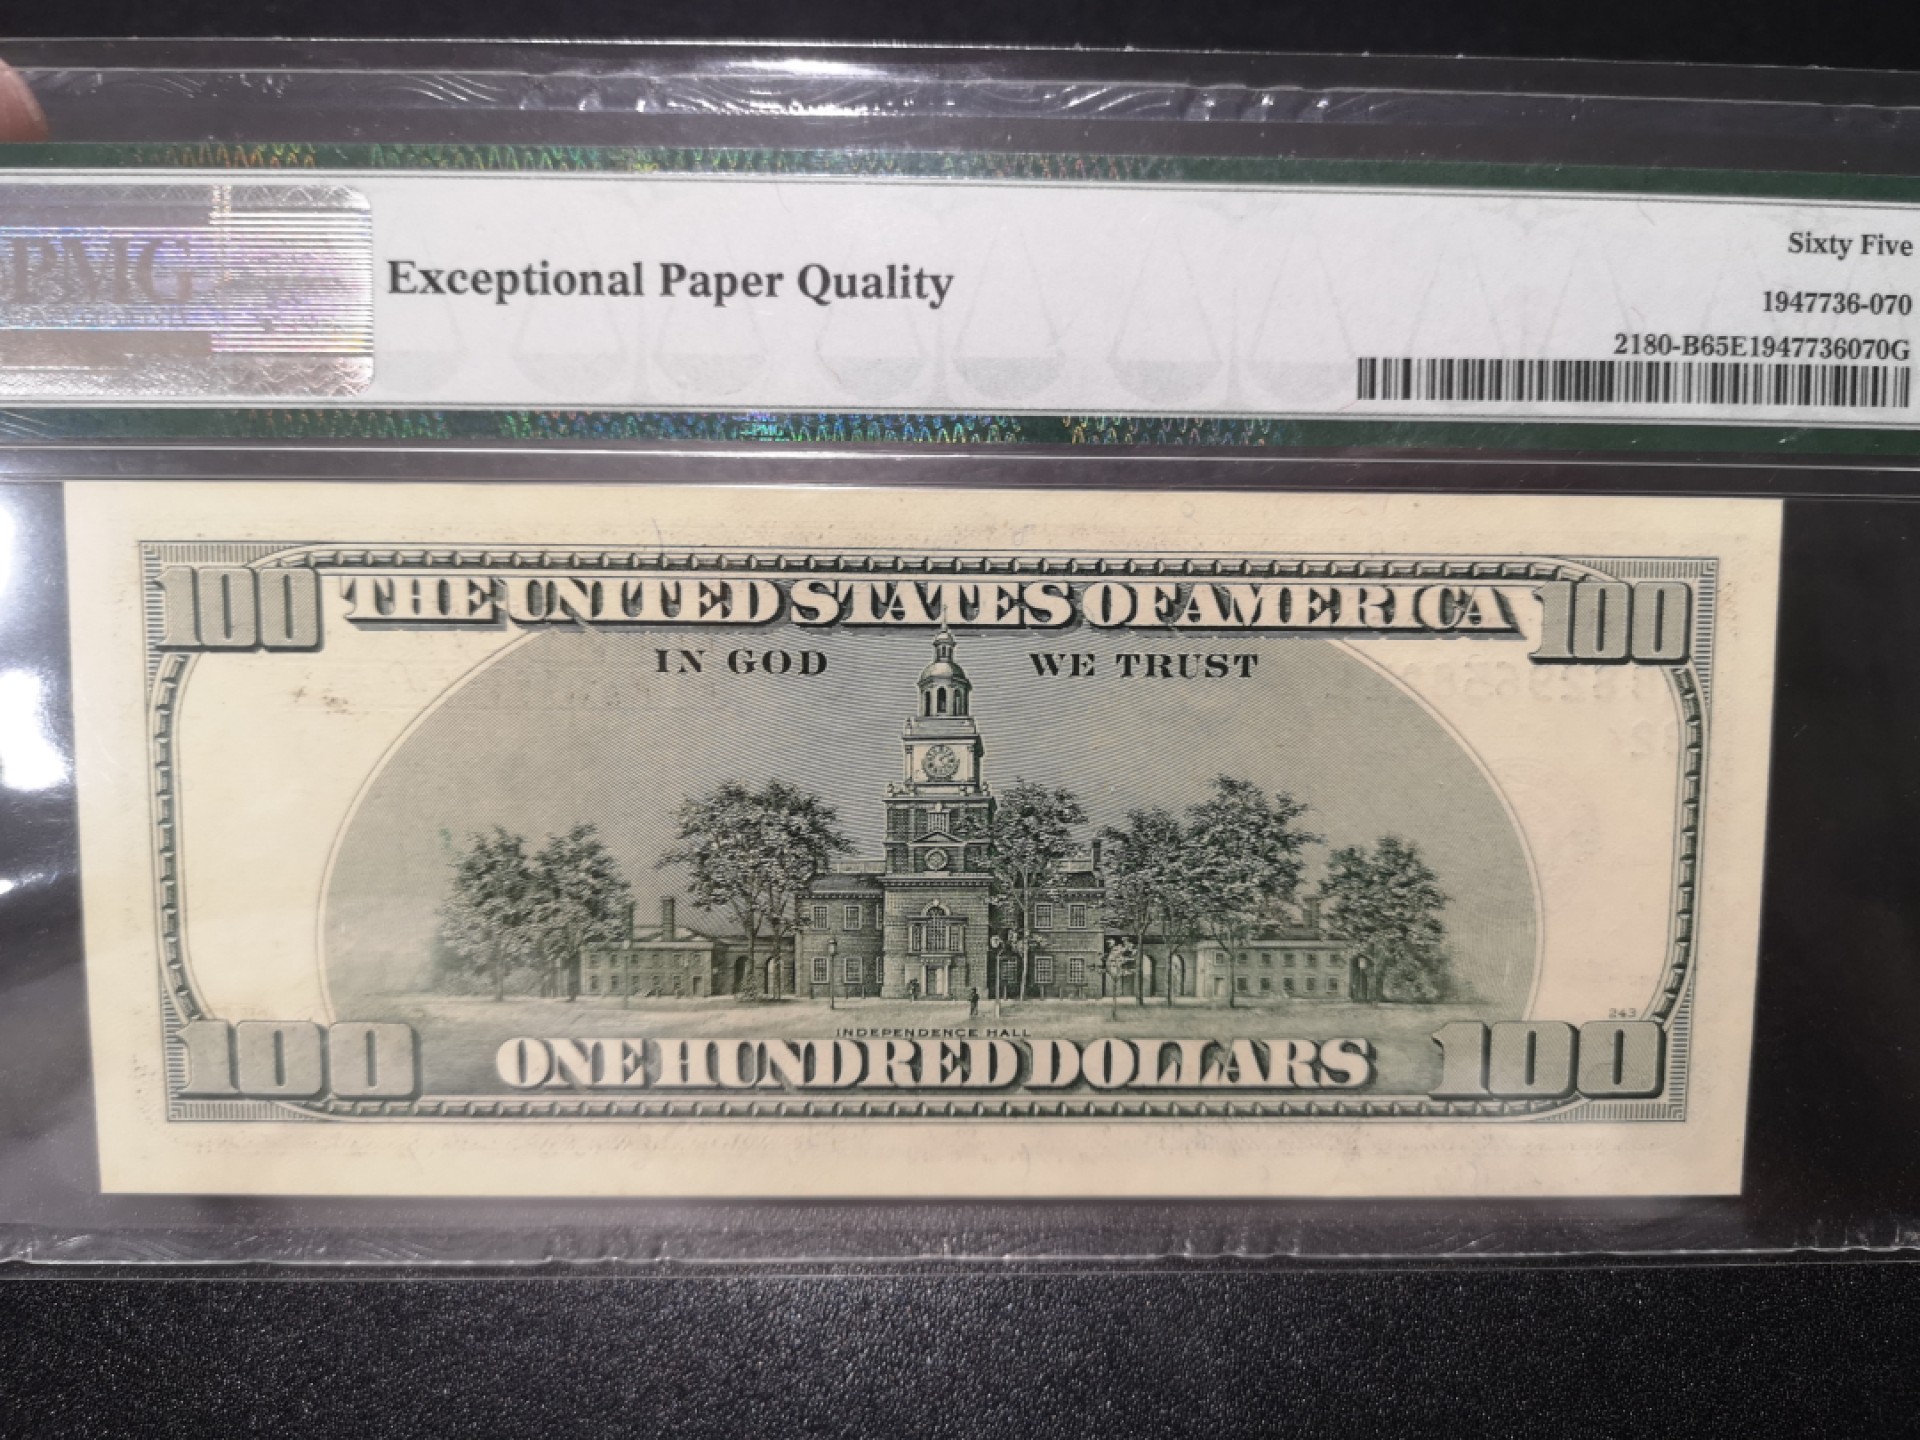 PMG
Exceptional Paper Quality
Sixty Five
1947736-070
2180-B65E1947736070G
PMG
100 THE UNITED STATES OF AMERICA 100
IN GOD WE TRUST
243
INDEPENDENCE HALL
100 ONE HUNDRED DOLLARS 100